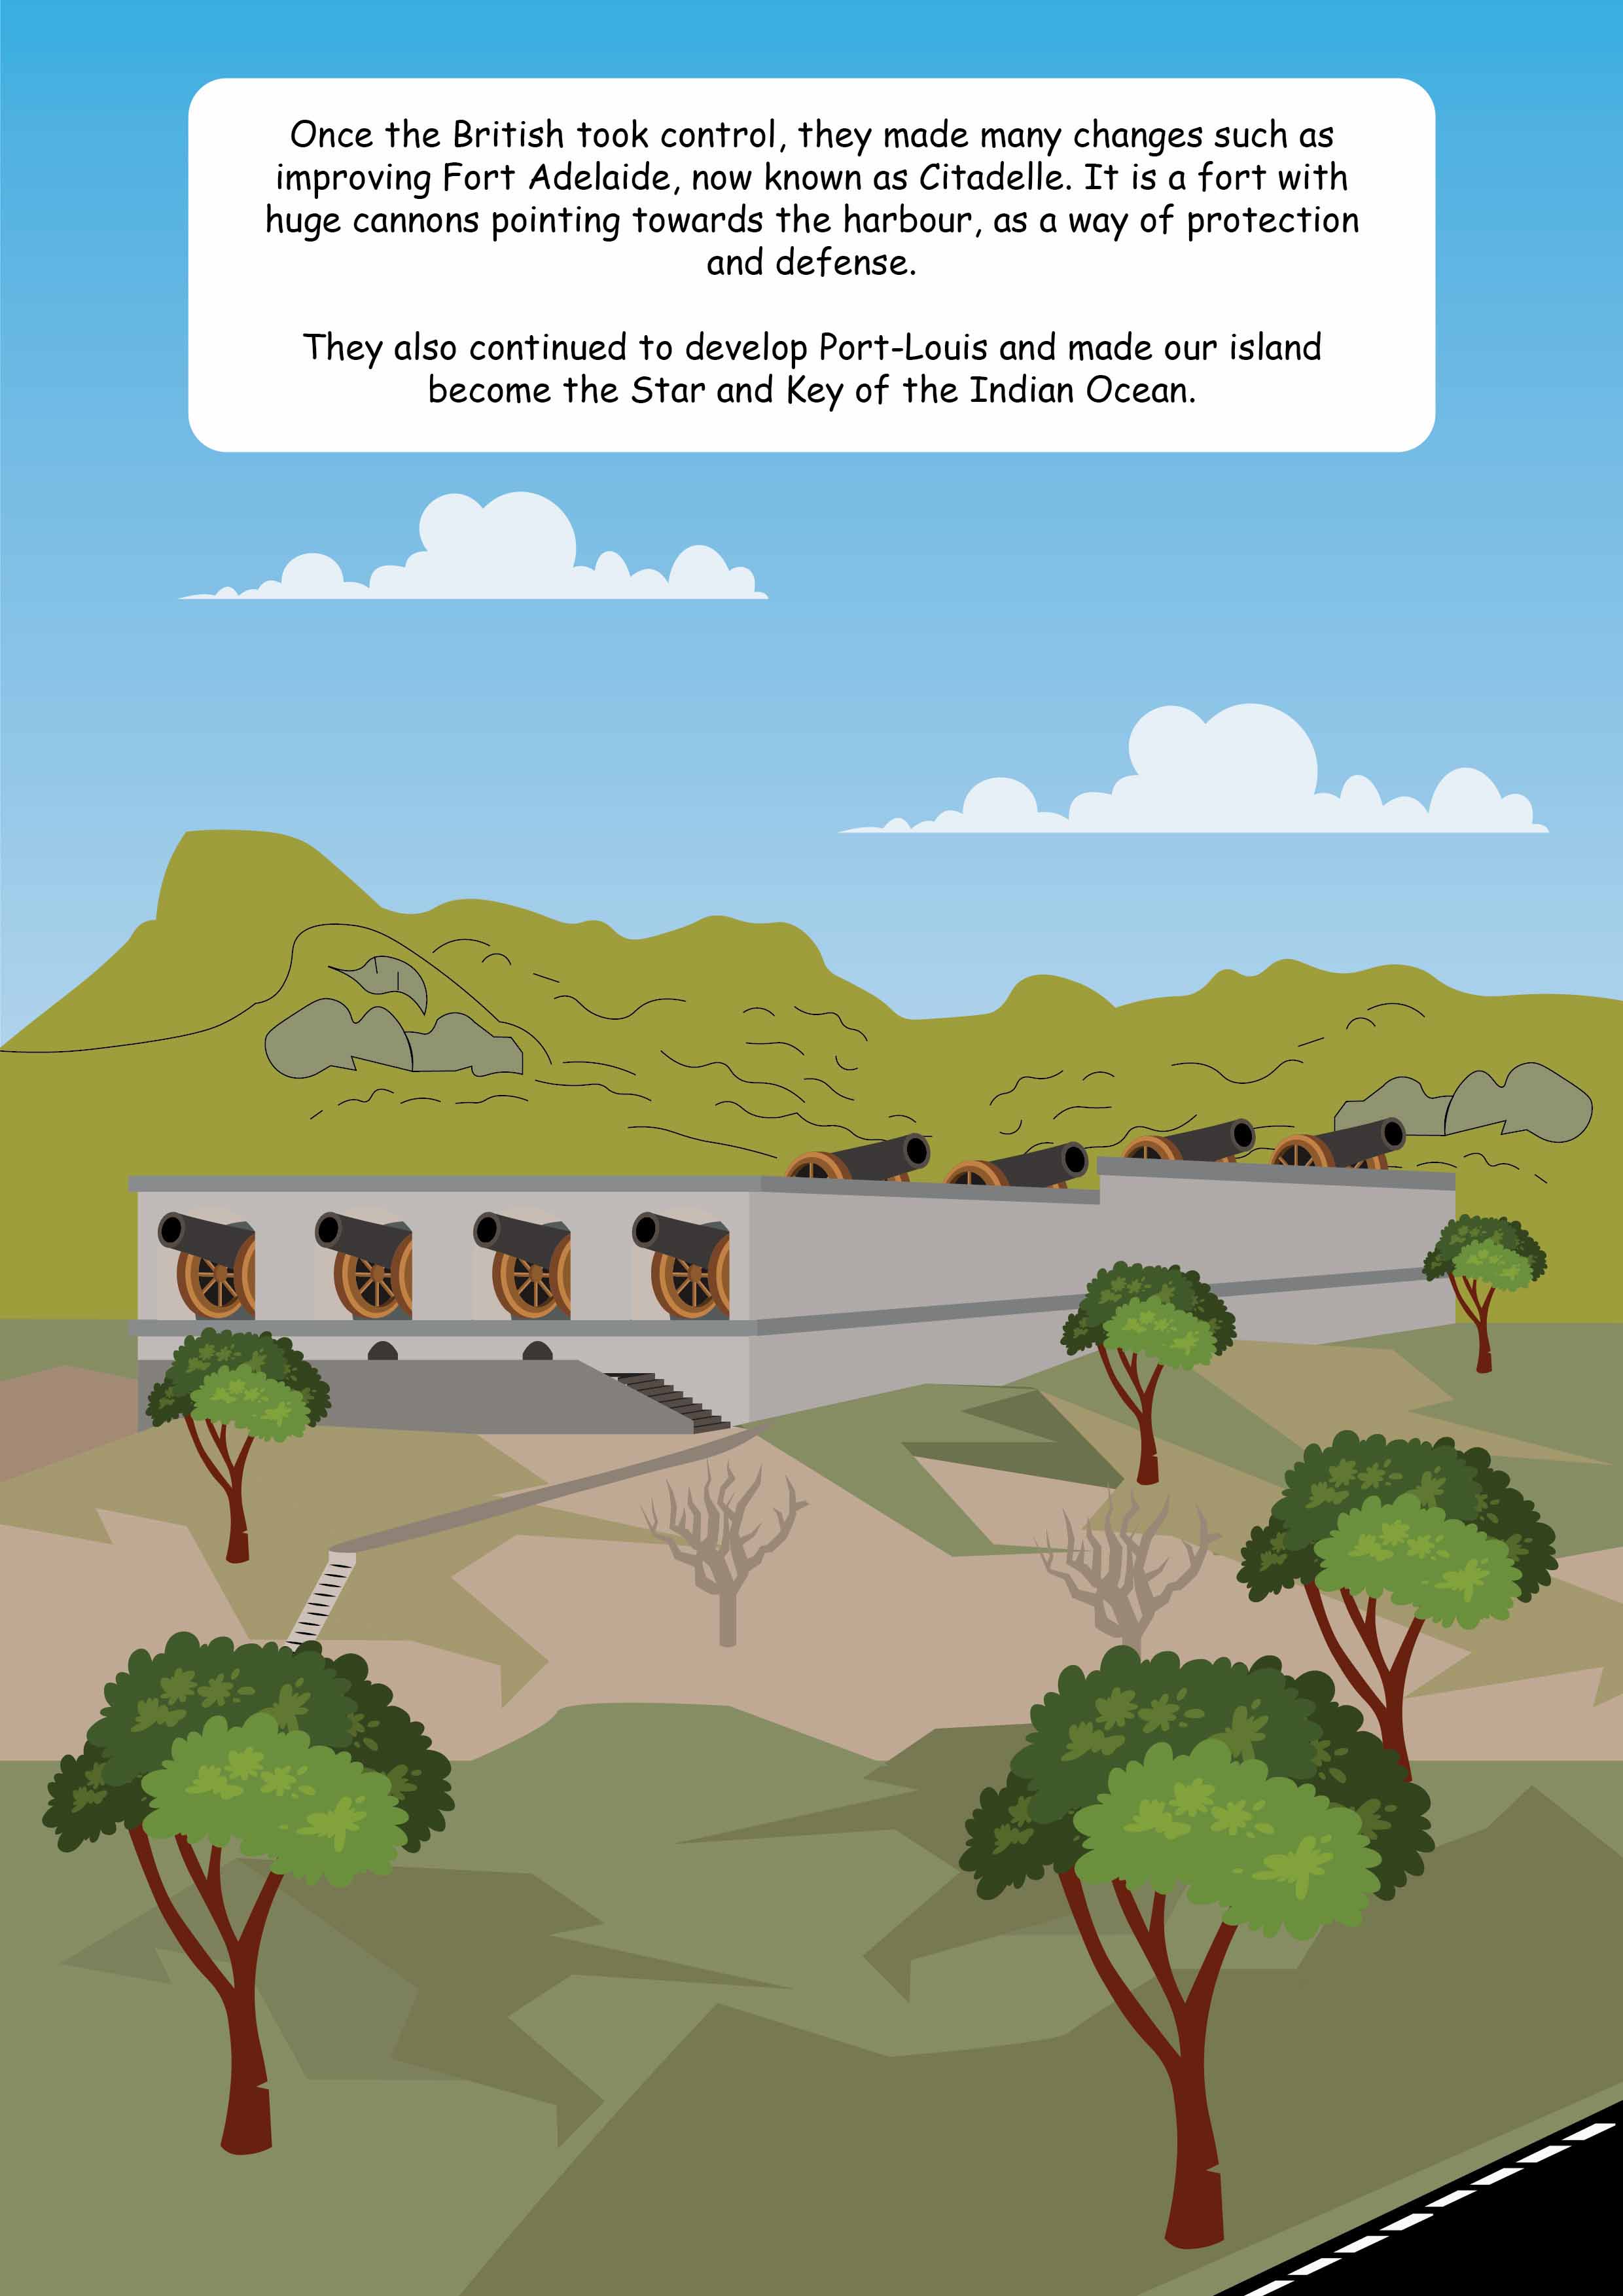 Once the British took control, they made many changes such as
improving Fort Adelaide, now known as Citadelle. It is a fort with
huge cannons pointing towards the harbour, as a way of protection
and defense.
They also continued to develop Port-Louis and made our island
become the Star and Key of the Indian Ocean.